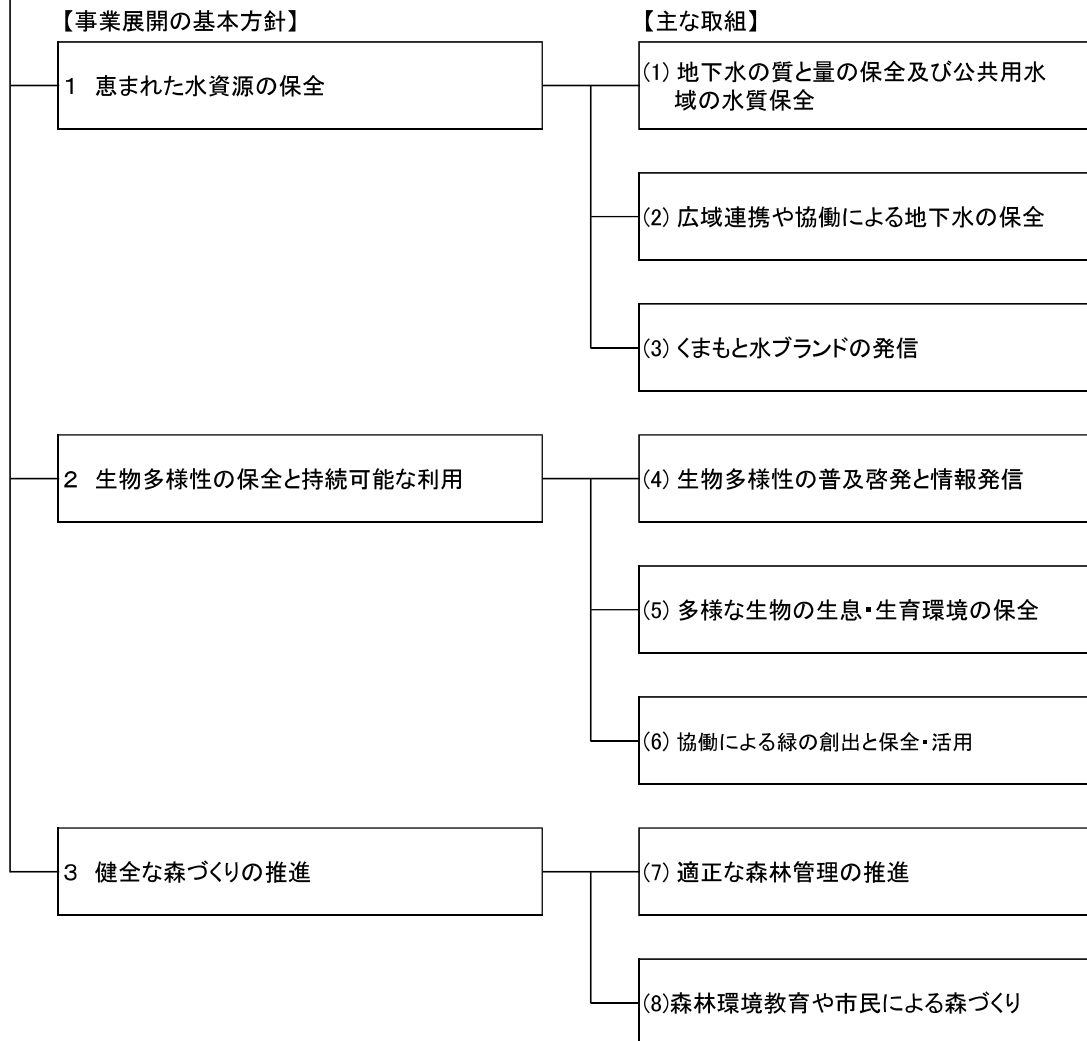 【事業展開の基本方針】
【主な取組】
1 恵まれた水資源の保全
(1) 地下水の質と量の保全及び公共用水
域の水質保全
(2) 広域連携や協働による地下水の保全
(3) くまもと水ブランドの発信
2 生物多様性の保全と持続可能な利用
(4) 生物多様性の普及啓発と情報発信
(5) 多様な生物の生息・生育環境の保全
(6) 協働による緑の創出と保全・活用
3 健全な森づくりの推進
(7) 適正な森林管理の推進
(8)森林環境教育や市民による森づくり